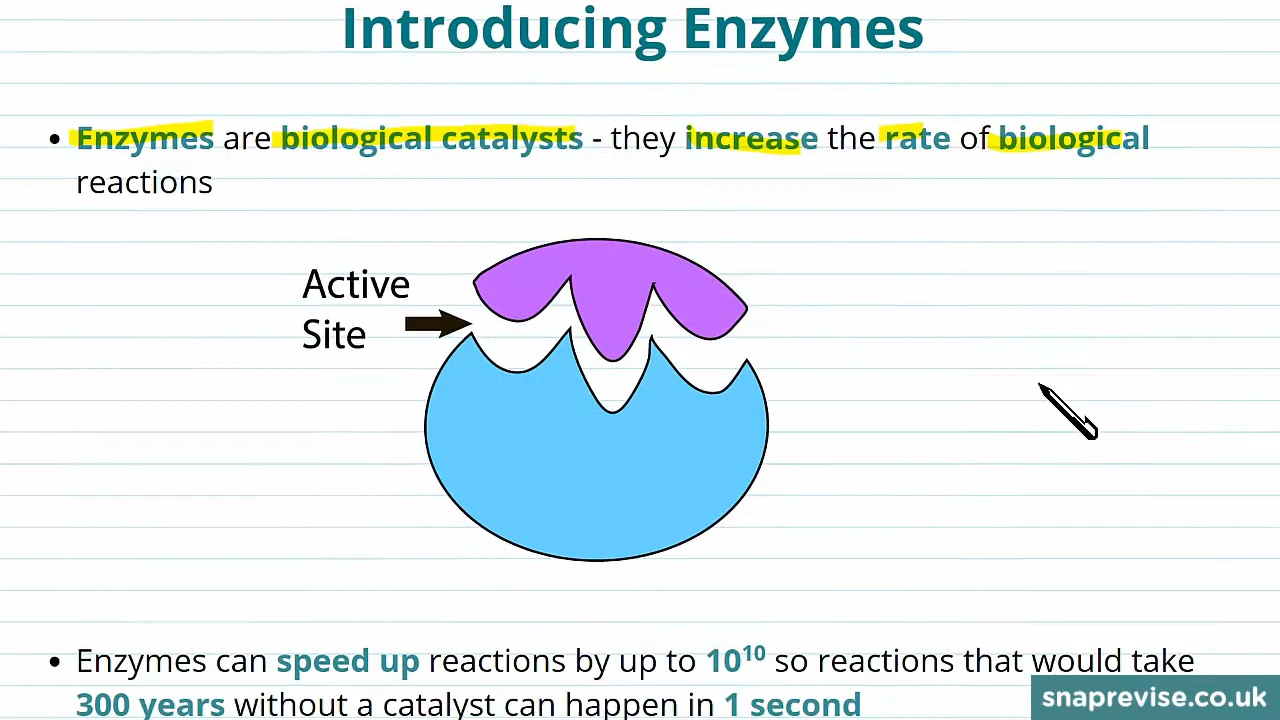 Introducing Enzymes
• Enzymes are biological catalysts - they increase the rate of biological
reactions
Active
Site
• Enzymes can speed up reactions by up to 10¹⁰ so reactions that would take
300 years without a catalyst can happen in 1 second
snaprevise.co.uk